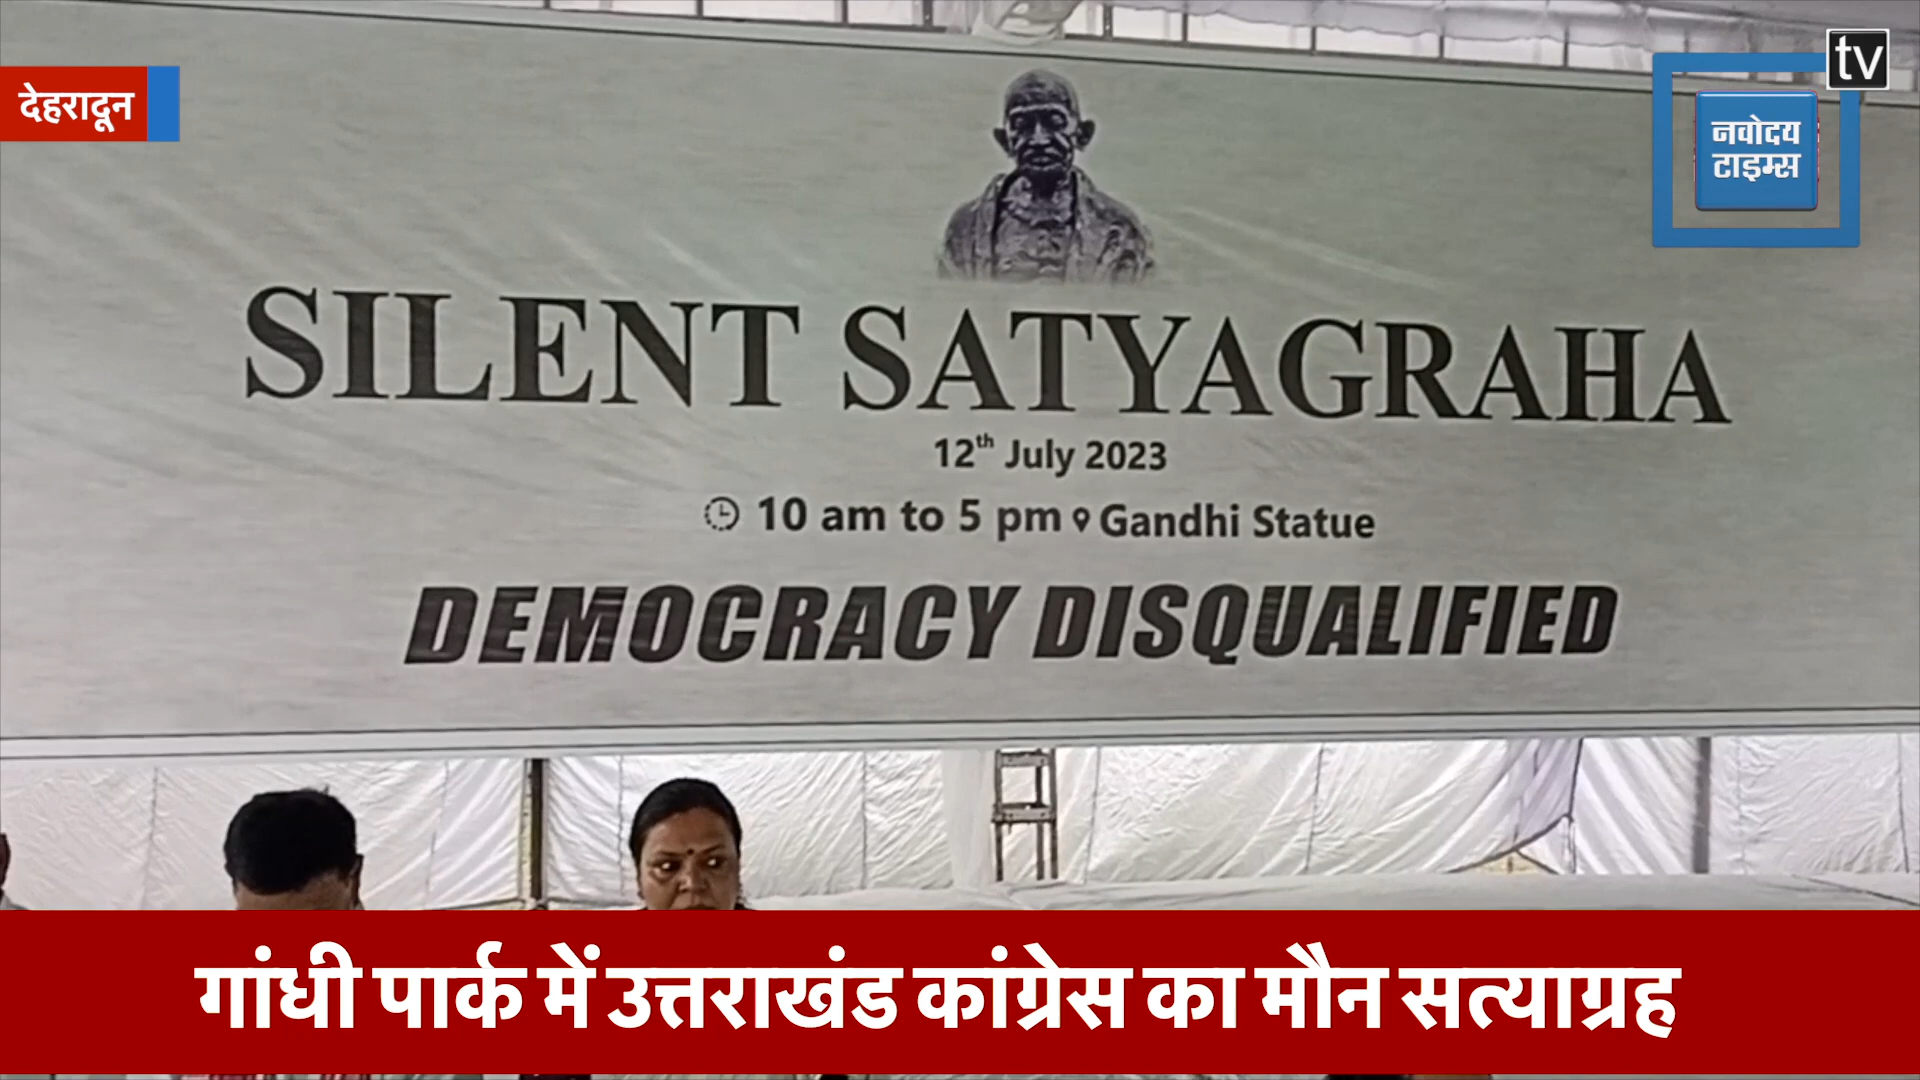 tv
देहरादून
नवोदय
टाइम्स
SILENT SATYAGRAHA
12th July 2023
10 am to 5 pm Gandhi Statue
DEMOCRACY DISQUALIFIED
गांधी पार्क में उत्तराखंड कांग्रेस का मौन सत्याग्रह